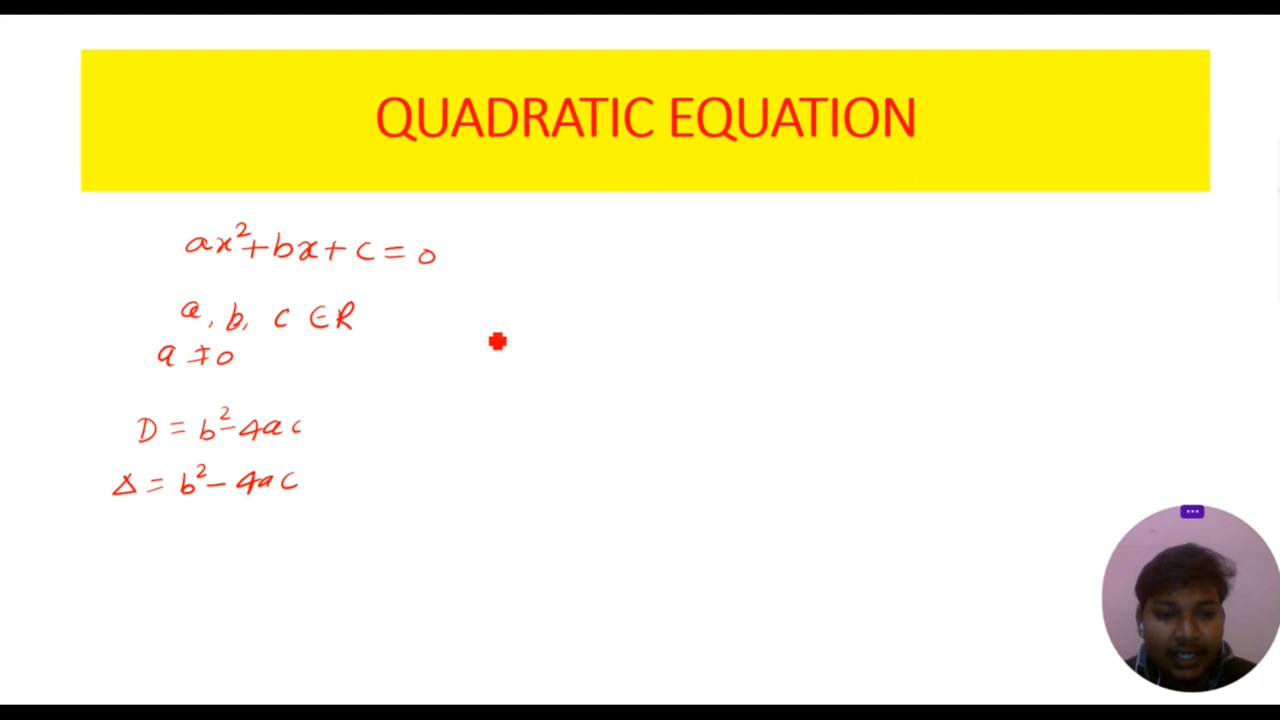 QUADRATIC EQUATION
ax²+bx+c=0
a, b, c ∈ R
a ≠ 0
D = b²-4ac
Δ = b²-4ac